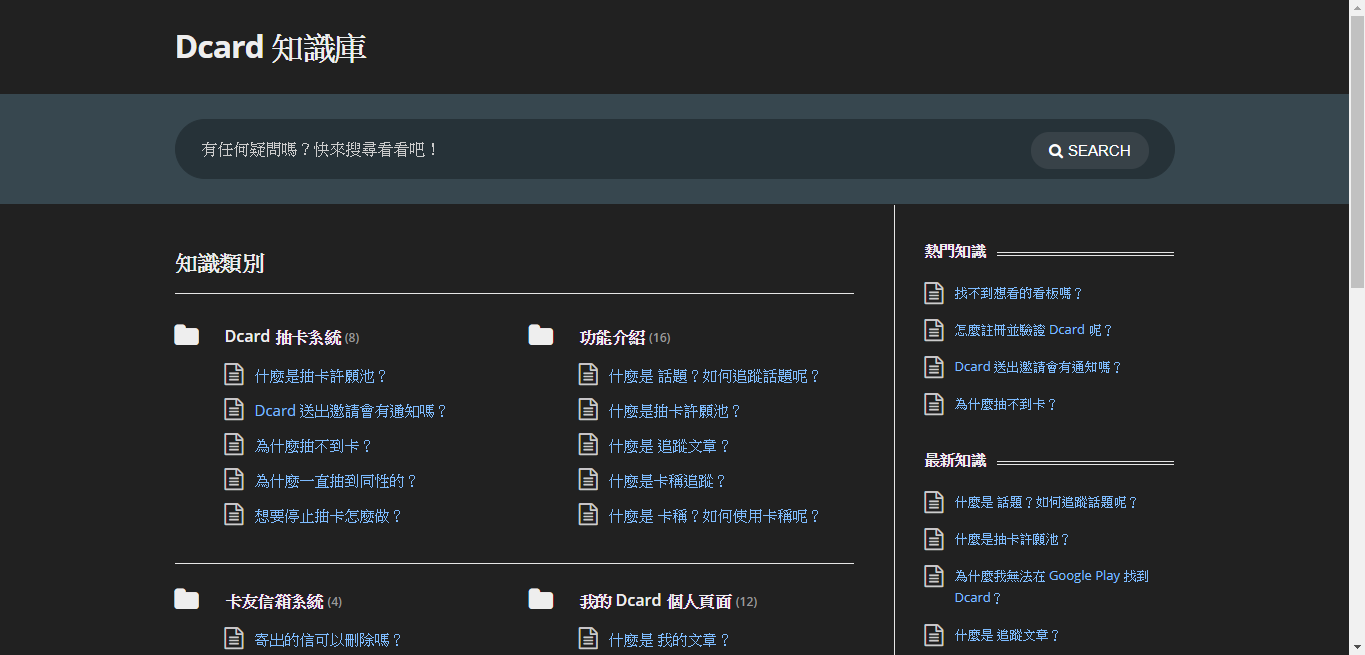 Dcard 知識庫
有任何疑問嗎？快來搜尋看看吧！
SEARCH
知識類別
Dcard 抽卡系統 (8)
什麼是抽卡許願池？
Dcard 送出邀請會有通知嗎？
為什麼抽不到卡？
為什麼一直抽到同性的？
想要停止抽卡怎麼做？
功能介紹 (16)
什麼是 話題？如何追蹤話題呢？
什麼是抽卡許願池？
什麼是 追蹤文章？
什麼是卡稱追蹤？
什麼是 卡稱？如何使用卡稱呢？
卡友信箱系統 (4)
寄出的信可以刪除嗎？
我的 Dcard 個人頁面 (12)
什麼是 我的文章？
熱門知識
找不到想看的看板嗎？
怎麼註冊並驗證 Dcard 呢？
Dcard 送出邀請會有通知嗎？
為什麼抽不到卡？
最新知識
什麼是 話題？如何追蹤話題呢？
什麼是抽卡許願池？
為什麼我無法在 Google Play 找到
Dcard？
什麼是 追蹤文章？